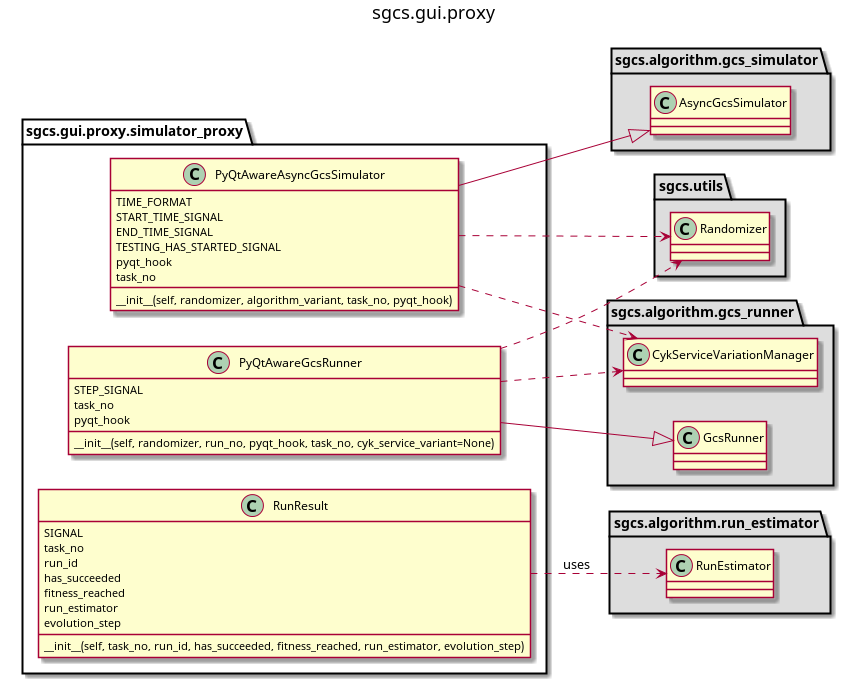 sgcs.gui.proxy
sgcs.gui.proxy.simulator_proxy
C PyQtAwareAsyncGcsSimulator
TIME_FORMAT
START_TIME_SIGNAL
END_TIME_SIGNAL
TESTING_HAS_STARTED_SIGNAL
pyqt_hook
task_no
__init__(self, randomizer, algorithm_variant, task_no, pyqt_hook)
C PyQtAwareGcsRunner
STEP_SIGNAL
task_no
pyqt_hook
__init__(self, randomizer, run_no, pyqt_hook, task_no, cyk_service_variant=None)
C RunResult
SIGNAL
task_no
run_id
has_succeeded
fitness_reached
run_estimator
evolution_step
__init__(self, task_no, run_id, has_succeeded, fitness_reached, run_estimator, evolution_step)
uses
sgcs.algorithm.gcs_simulator
C AsyncGcsSimulator
sgcs.utils
C Randomizer
sgcs.algorithm.gcs_runner
C CykServiceVariationManager
C GcsRunner
sgcs.algorithm.run_estimator
C RunEstimator